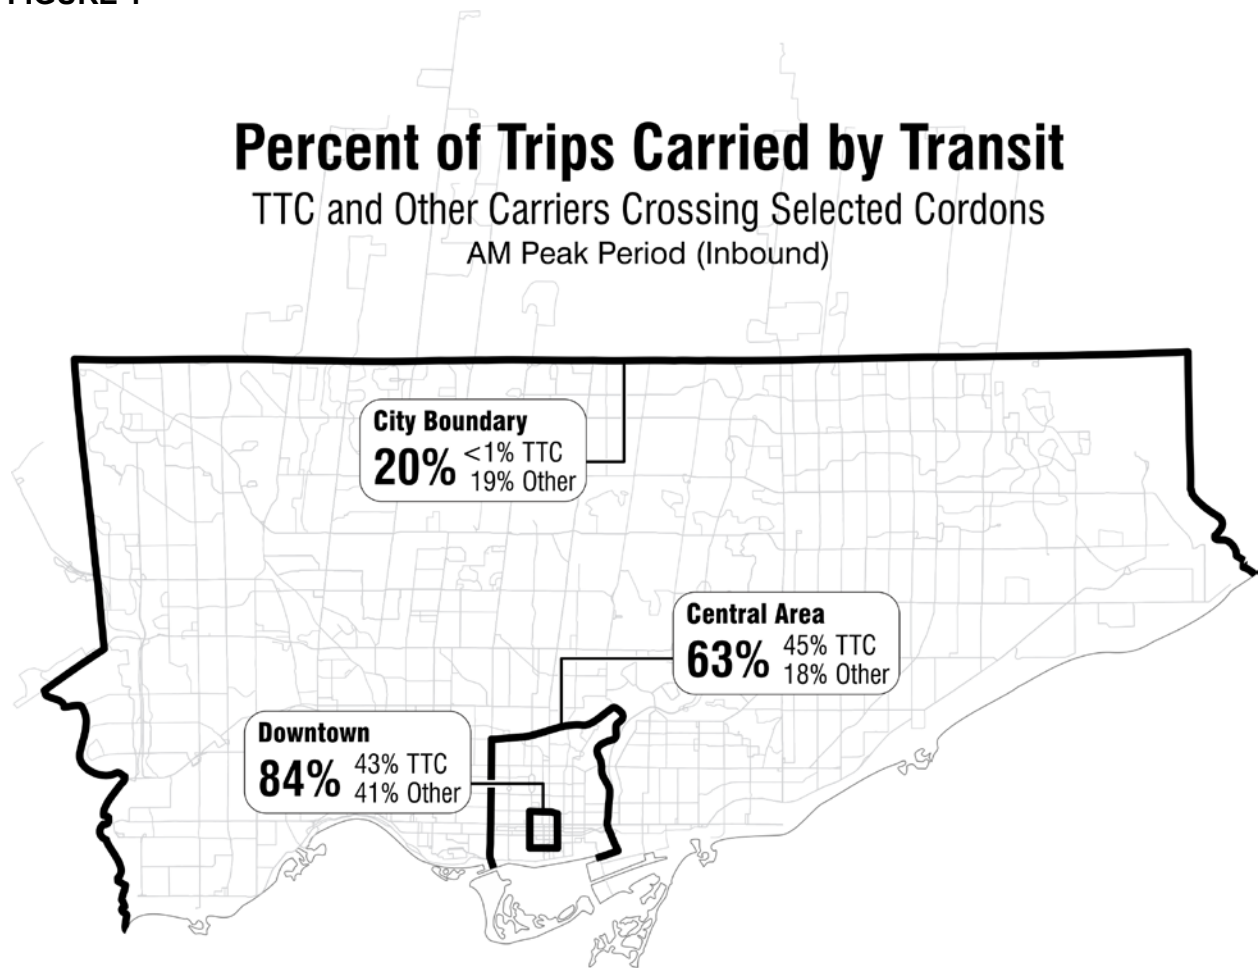 Percent of Trips Carried by Transit
TTC and Other Carriers Crossing Selected Cordons
AM Peak Period (Inbound)
City Boundary
20% <1% TTC
19% Other
Central Area
63% 45% TTC
18% Other
Downtown
84% 43% TTC
41% Other